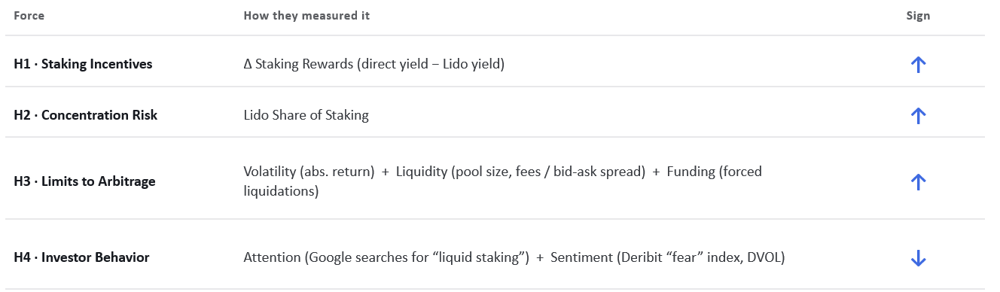 Force How they measured it Sign
H1 · Staking Incentives Δ Staking Rewards (direct yield − Lido yield) ↑
H2 · Concentration Risk Lido Share of Staking ↑
H3 · Limits to Arbitrage Volatility (abs. return) + Liquidity (pool size, fees / bid-ask spread) + Funding (forced
liquidations) ↑
H4 · Investor Behavior Attention (Google searches for “liquid staking”) + Sentiment (Deribit “fear” index, DVOL) ↓